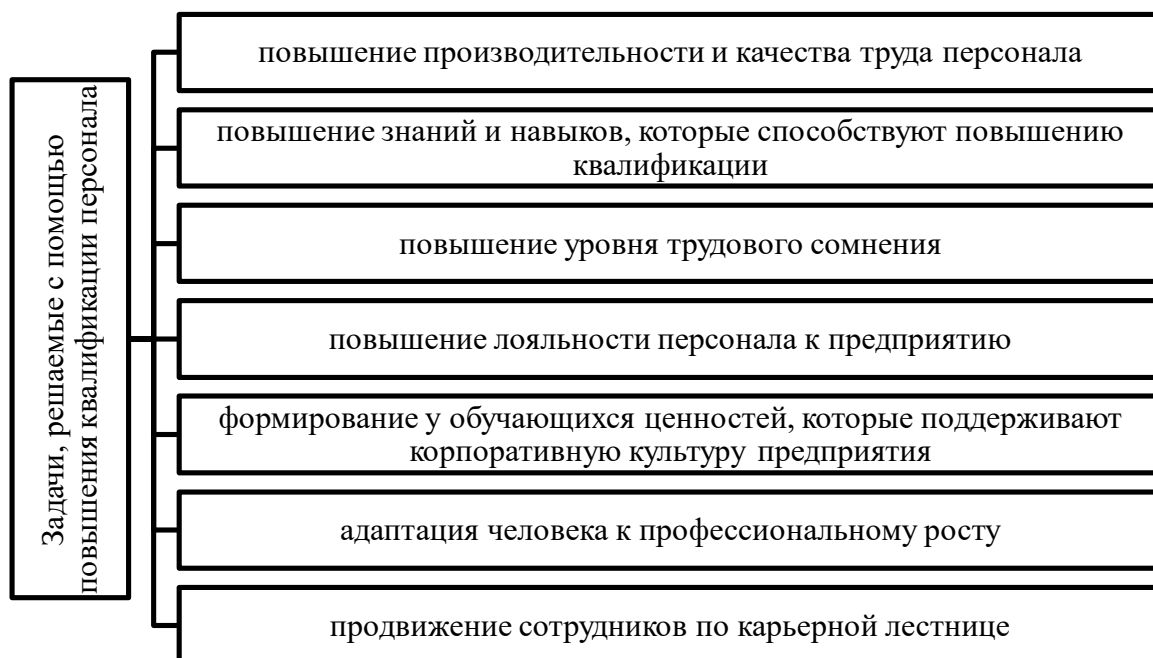 Задачи, решаемые с помощью
повышения квалификации персонала
повышение производительности и качества труда персонала
повышение знаний и навыков, которые способствуют повышению
квалификации
повышение уровня трудового сомнения
повышение лояльности персонала к предприятию
формирование у обучающихся ценностей, которые поддерживают
корпоративную культуру предприятия
адаптация человека к профессиональному росту
продвижение сотрудников по карьерной лестнице